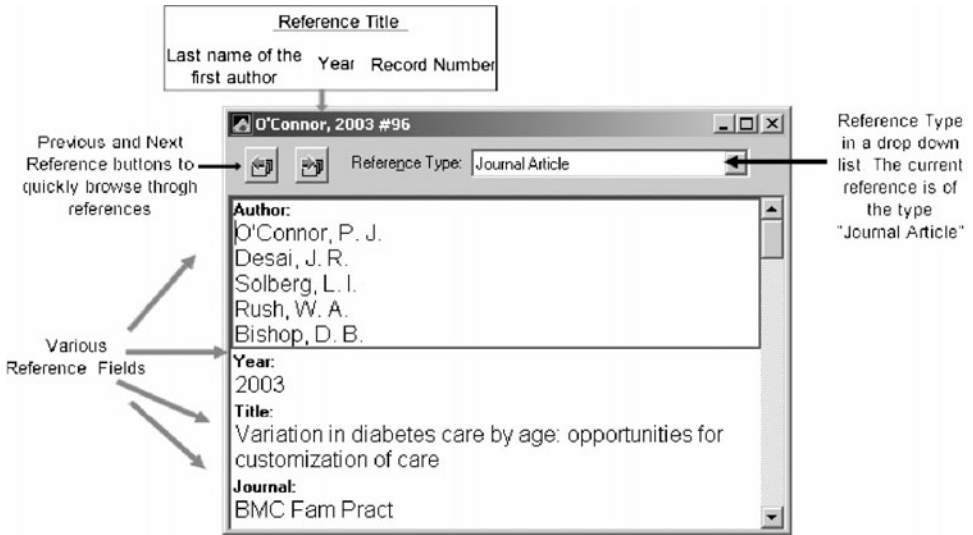 Reference Title
Last name of the first author
Year
Record Number
O'Connor, 2003 #96
Previous and Next
Reference buttons to
quickly browse throgh
references
Reference Type:
Journal Article
Reference Type
in a drop down
list. The current
reference is of
the type
"Journal Article"
Author:
O'Connor, P. J.
Desai, J. R.
Solberg, L. I.
Rush, W. A.
Bishop, D. B.
Various
Reference Fields
Year:
2003
Title:
Variation in diabetes care by age: opportunities for
customization of care
Journal:
BMC Fam Pract